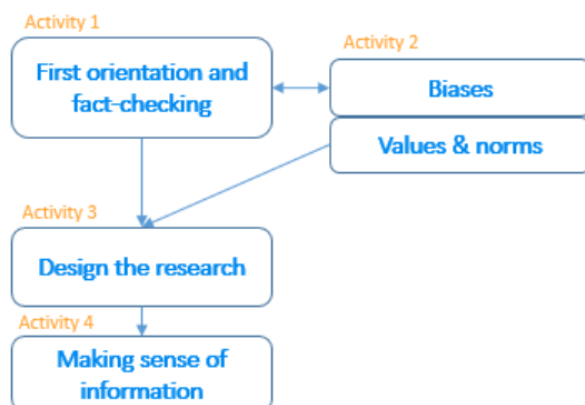 Activity 1
First orientation and
fact-checking
Activity 2
Biases
Values & norms
Activity 3
Design the research
Activity 4
Making sense of
information